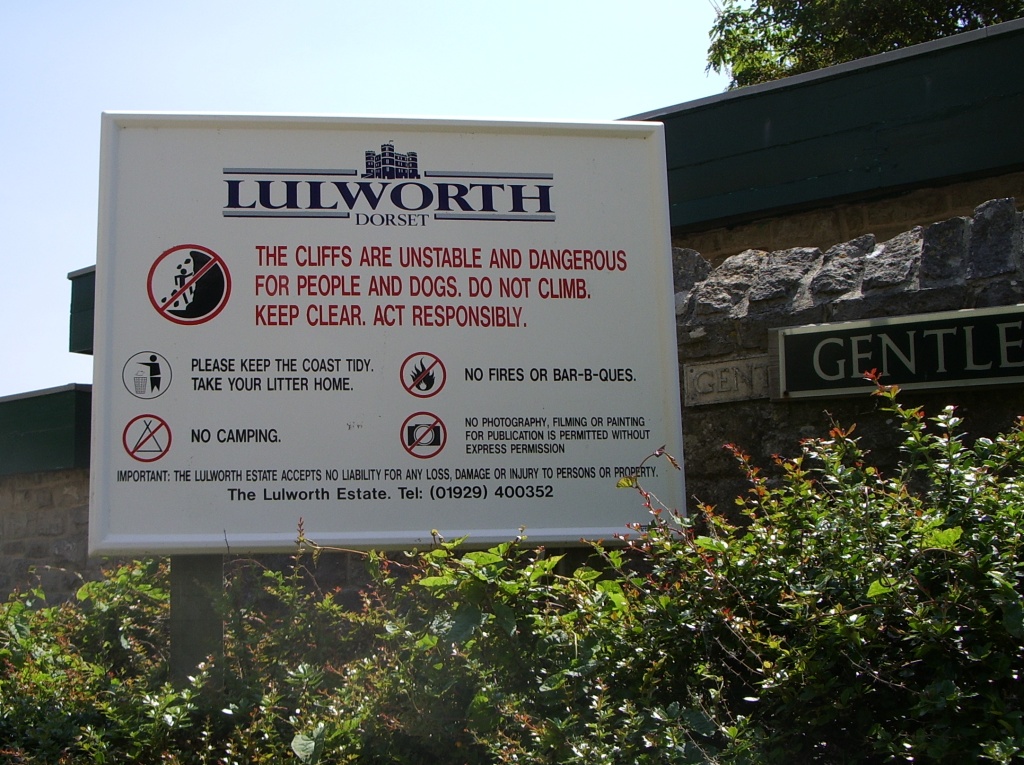 LULWORTH
DORSET
THE CLIFFS ARE UNSTABLE AND DANGEROUS
FOR PEOPLE AND DOGS. DO NOT CLIMB.
KEEP CLEAR. ACT RESPONSIBLY.
PLEASE KEEP THE COAST TIDY.
TAKE YOUR LITTER HOME.
NO FIRES OR BAR-B-QUES.
NO CAMPING.
NO PHOTOGRAPHY, FILMING OR PAINTING
FOR PUBLICATION IS PERMITTED WITHOUT
EXPRESS PERMISSION
IMPORTANT: THE LULWORTH ESTATE ACCEPTS NO LIABILITY FOR ANY LOSS, DAMAGE OR INJURY TO PERSONS OR PROPERTY.
The Lulworth Estate. Tel: (01929) 400352
GENTLE
GENT